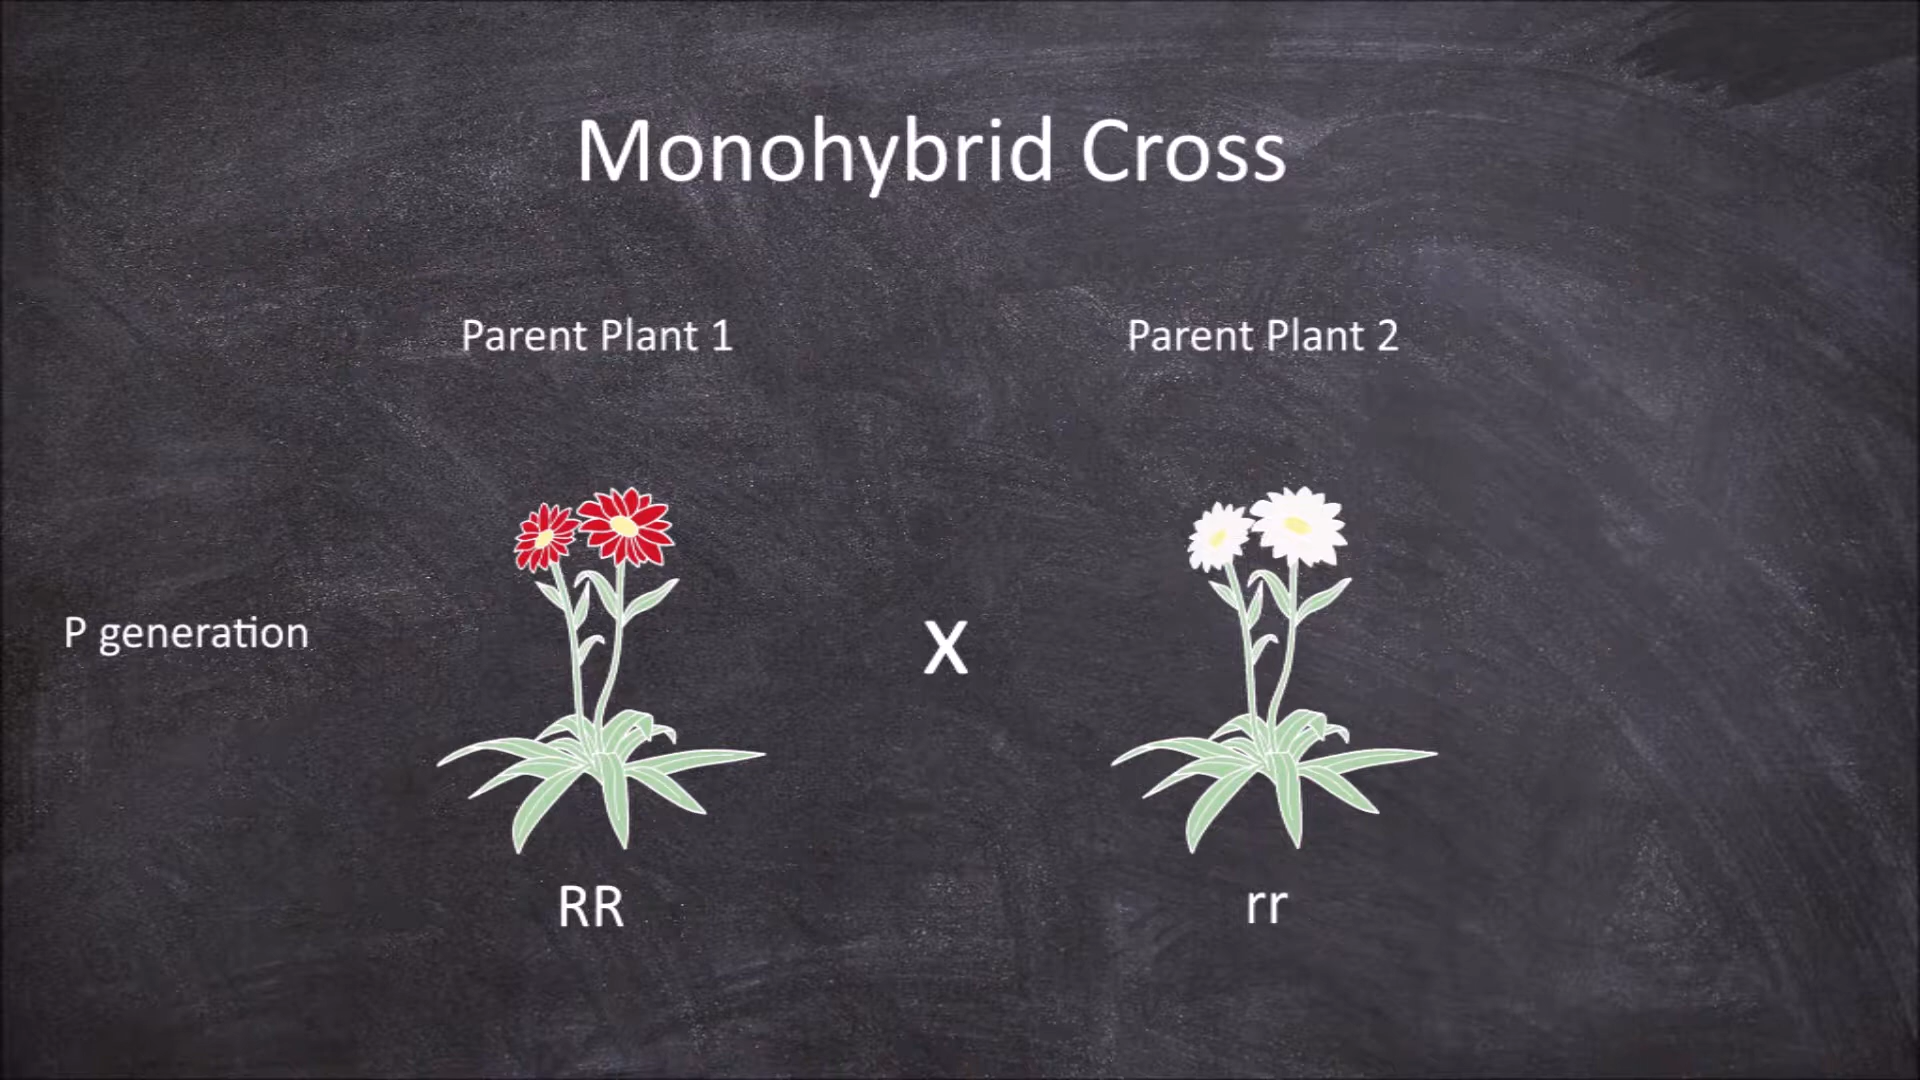 Monohybrid Cross
Parent Plant 1
Parent Plant 2
P generation
X
RR
rr